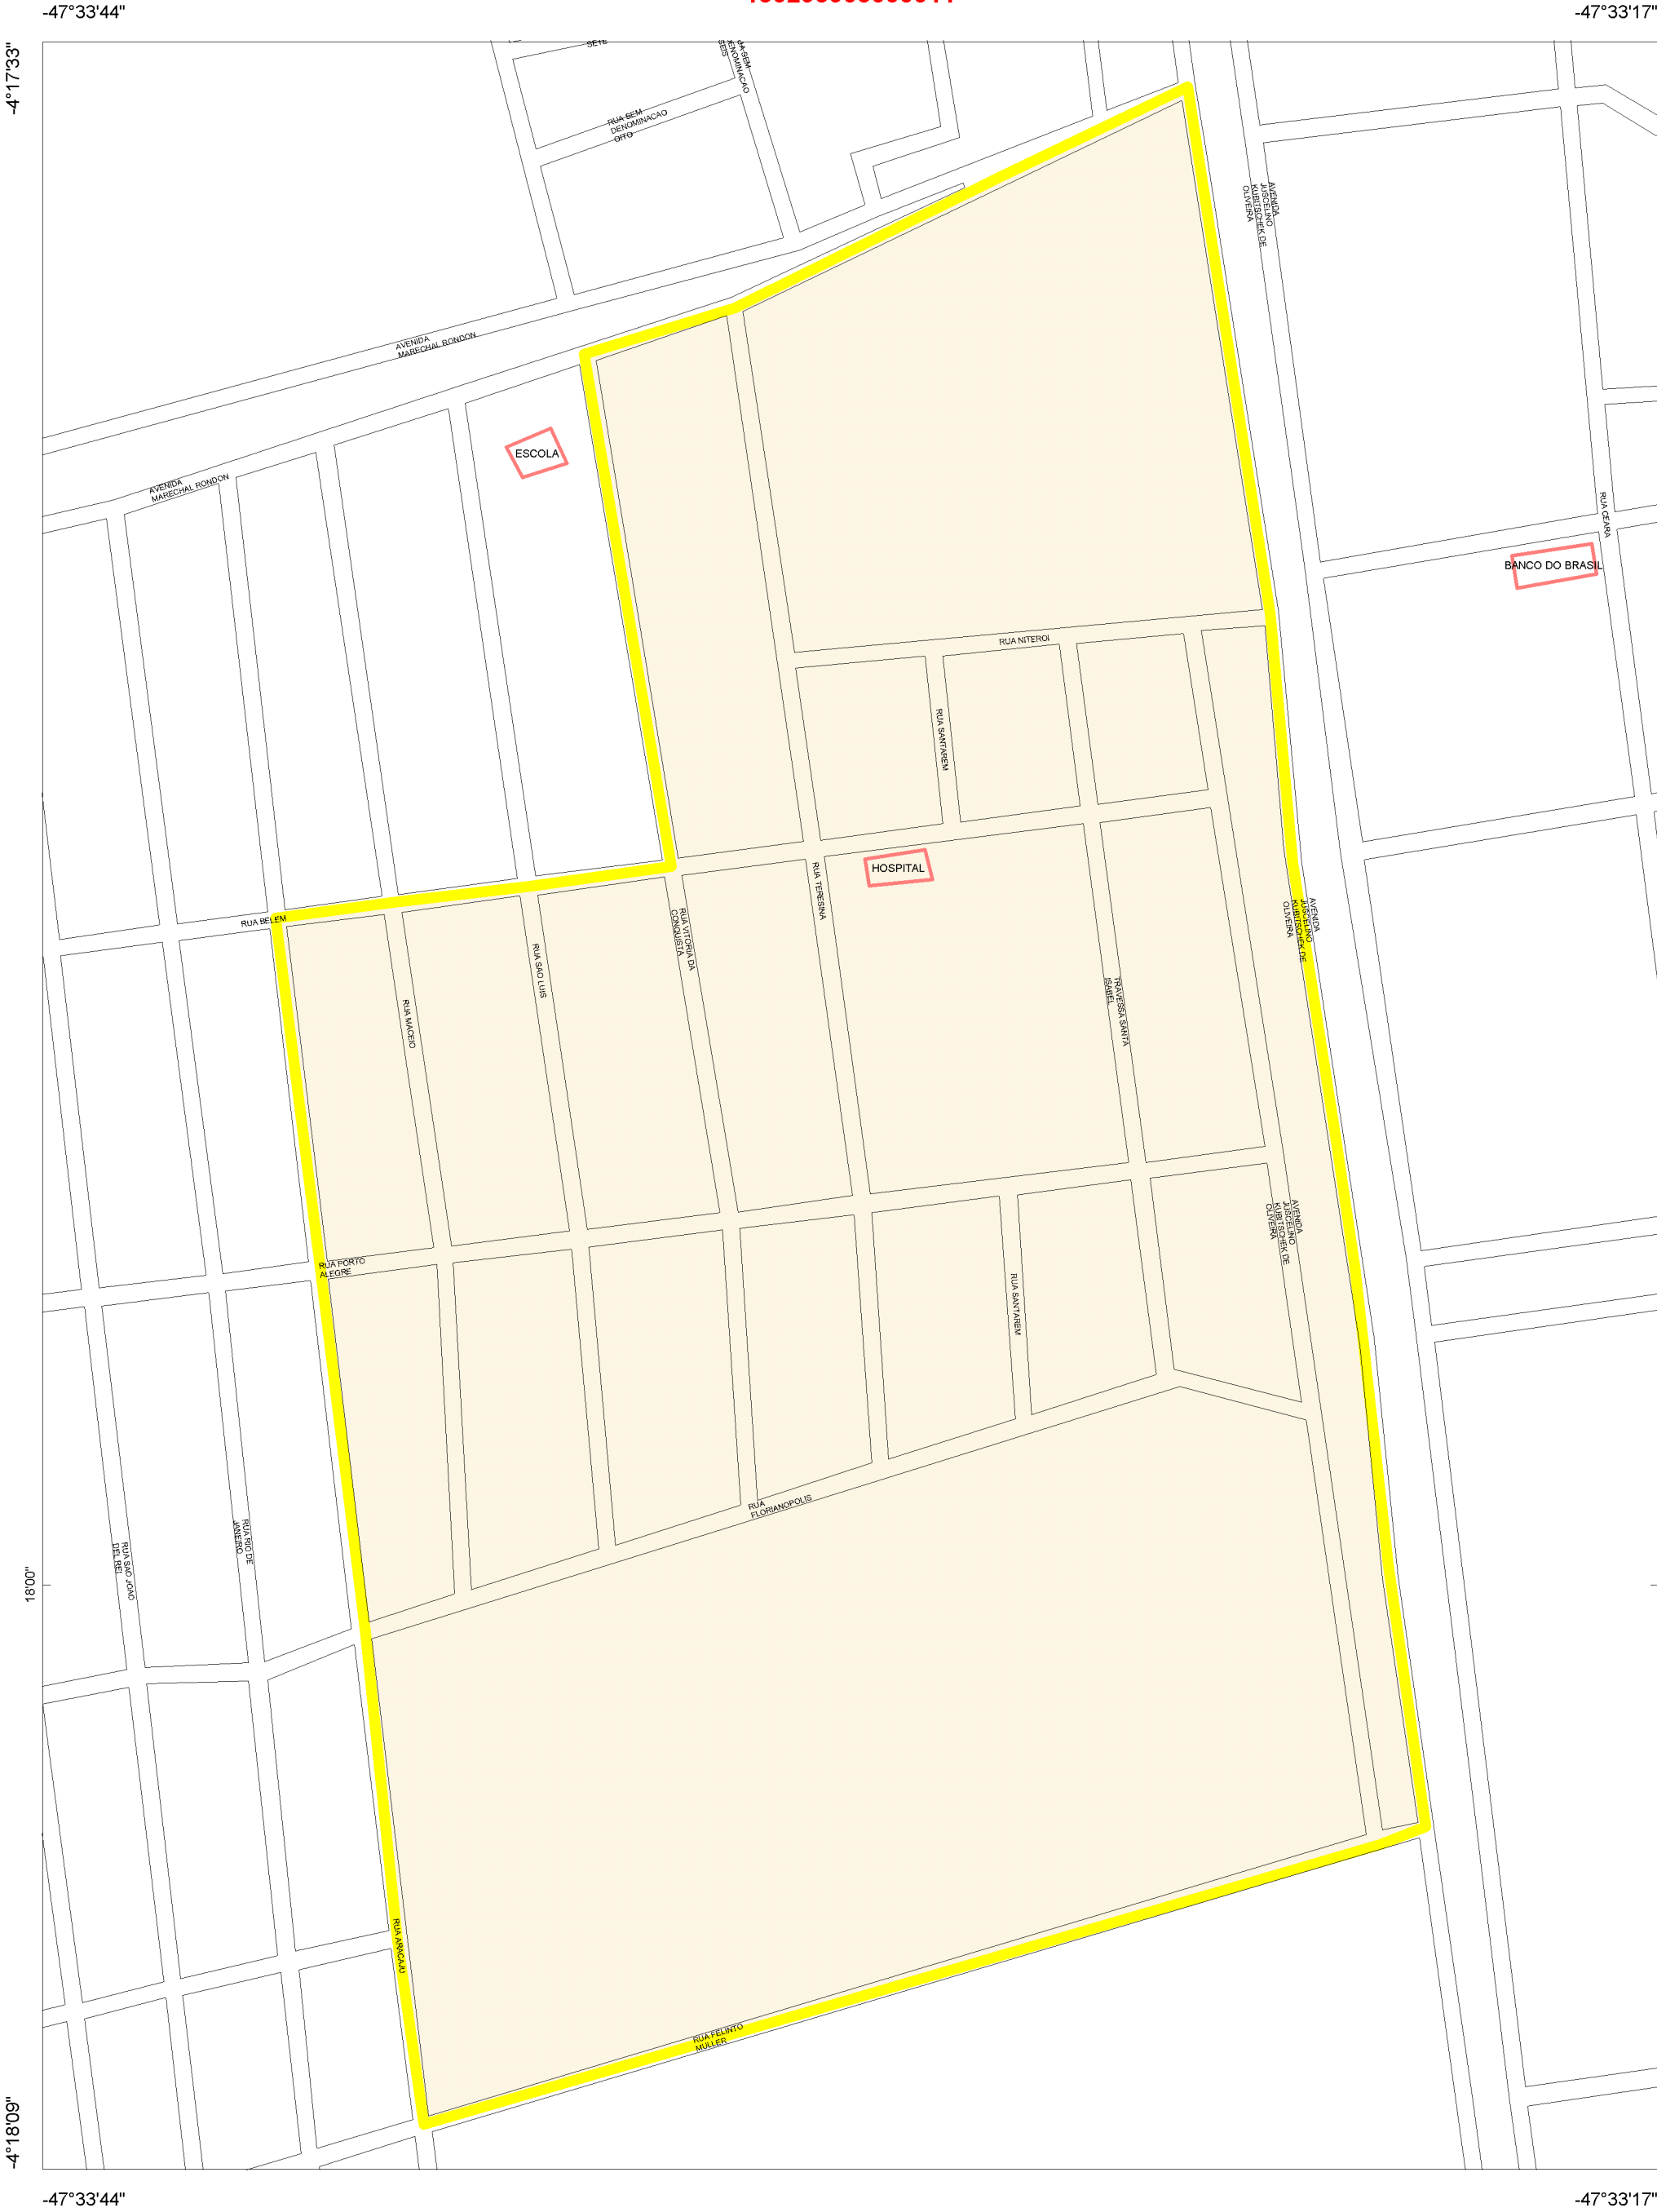 -47°33'44"
-47°33'17"
-4°17'33"
SETE
RUA SEM
DENOMINACAO
OITO
AVENIDA
JUSCELINO
KUBITSCHEK DE
OLIVEIRA
AVENIDA
MARECHAL RONDON
ESCOLA
AVENIDA
MARECHAL RONDON
RUA CEARA
BANCO DO BRASIL
RUA NITEROI
RUA SANTAREM
HOSPITAL
RUA TERESINA
RUA BELEM
RUA VITORIA DA
CONQUISTA
AVENIDA
JUSCELINO
KUBITSCHEK DE
OLIVEIRA
RUA SAO LUIS
RUA MACEIO
TRAVESSA SANTA
ISABEL
AVENIDA
JUSCELINO
KUBITSCHEK DE
OLIVEIRA
RUA PORTO
ALEGRE
RUA SANTAREM
RUA
FLORIANOPOLIS
RUA RIO DE
JANEIRO
RUA SAO JOAO
DEL REI
18'00"
RUA ARACAJU
RUA FELINTO
MULLER
-4°18'09"
-47°33'44"
-47°33'17"